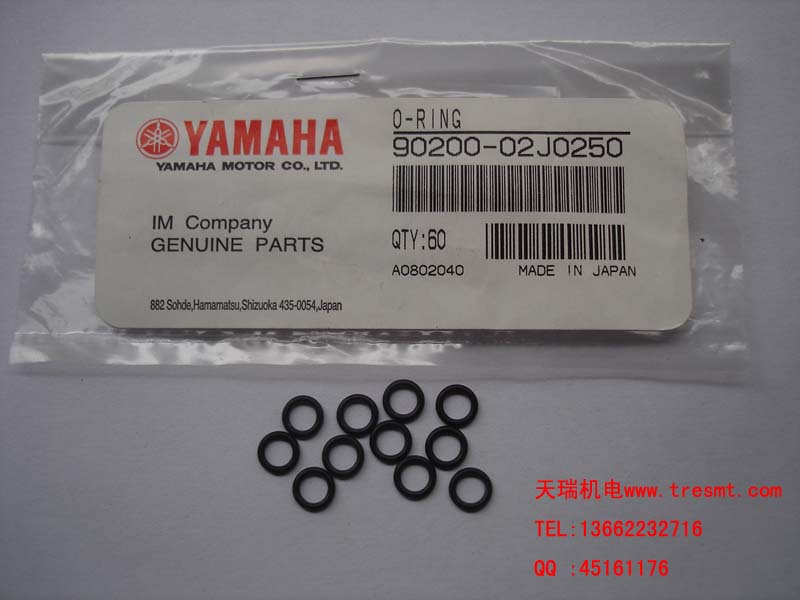 YAMAHA
YAMAHA MOTOR CO., LTD.
IM Company
GENUINE PARTS
882 Sohde,Hamamatsu,Shizuoka 435-0054,Japan
O-RING
90200-02J0250
QTY:60
A0802040 MADE IN JAPAN
天瑞机电www.tresmt.com
TEL:13662232716
QQ :45161176